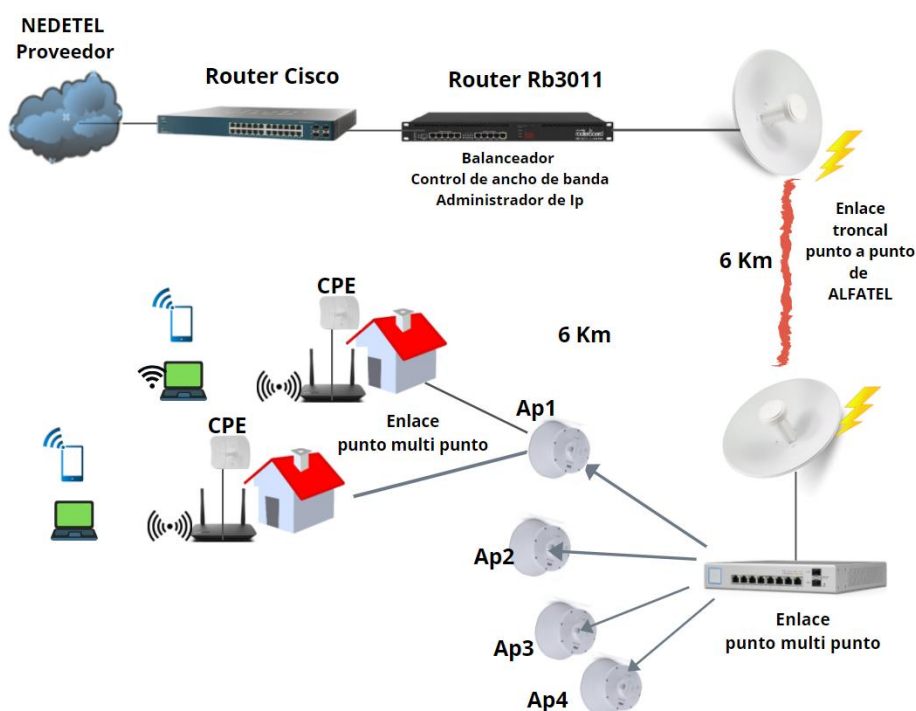 NEDETEL
Proveedor
Router Cisco
Router Rb3011
Balanceador
Control de ancho de banda
Administrador de Ip
Enlace
troncal
punto a punto
de
ALFATEL
6 Km
CPE
6 Km
Ap1
Enlace
punto multi punto
CPE
Ap2
Ap3
Ap4
Enlace
punto multi punto